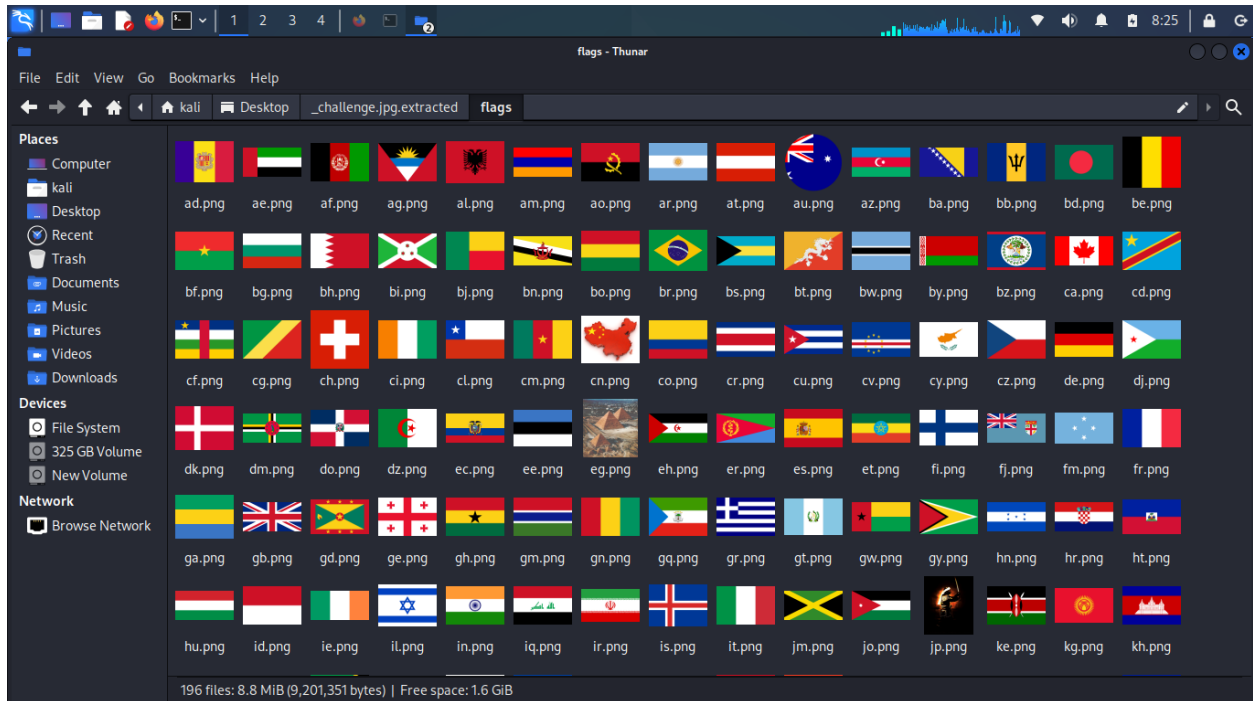 1 2 3 4 2 8:25
flags - Thunar
File Edit View Go Bookmarks Help
kali Desktop _challenge.jpg.extracted flags
Places
Computer
kali
Desktop
Recent
Trash
Documents
Music
Pictures
Videos
Downloads
Devices
File System
325 GB Volume
New Volume
Network
Browse Network
ad.png ae.png af.png ag.png al.png am.png ao.png ar.png at.png au.png az.png ba.png bb.png bd.png be.png
bf.png bg.png bh.png bi.png bj.png bn.png bo.png br.png bs.png bt.png bw.png by.png bz.png ca.png cd.png
cf.png cg.png ch.png ci.png cl.png cm.png cn.png co.png cr.png cu.png cv.png cy.png cz.png de.png dj.png
dk.png dm.png do.png dz.png ec.png ee.png eg.png eh.png er.png es.png et.png fi.png fj.png fm.png fr.png
ga.png gb.png gd.png ge.png gh.png gm.png gn.png gq.png gr.png gt.png gw.png gy.png hn.png hr.png ht.png
hu.png id.png ie.png il.png in.png iq.png ir.png is.png it.png jm.png jo.png jp.png ke.png kg.png kh.png
196 files: 8.8 MiB (9,201,351 bytes) | Free space: 1.6 GiB